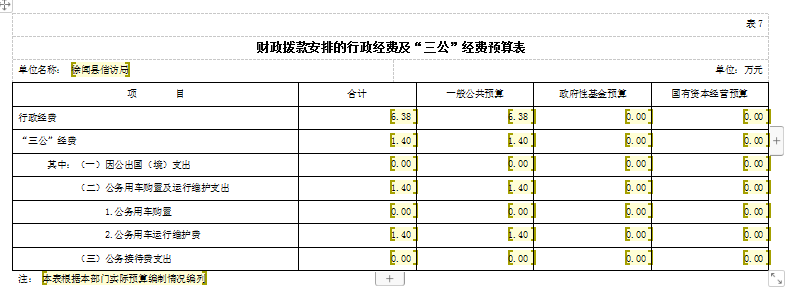 表 7
财政拨款安排的行政经费及“三公”经费预算表
单位名称： 徐闻县信访局 单位：万元
项 目 合计 一般公共预算 政府性基金预算 国有资本经营预算
行政经费 6.38 6.38 0.00 0.00
“三公”经费 1.40 1.40 0.00 0.00
其中：（一）因公出国（境）支出 0.00 0.00 0.00 0.00
（二）公务用车购置及运行维护支出 1.40 1.40 0.00 0.00
1.公务用车购置 0.00 0.00 0.00 0.00
2.公务用车运行维护费 1.40 1.40 0.00 0.00
（三）公务接待费支出 0.00 0.00 0.00 0.00
注： 本表根据本部门实际预算编制情况编列